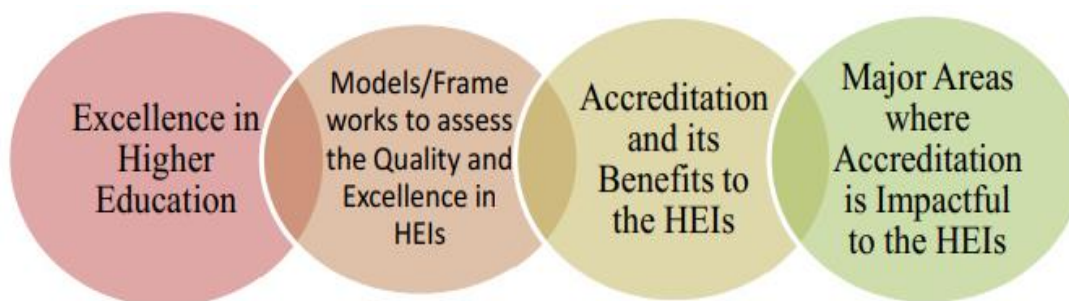 Excellence in
Higher
Education
Models/Frame
works to assess
the Quality and
Excellence in
HEIs
Accreditation
and its
Benefits to
the HEIs
Major Areas
where
Accreditation
is Impactful
to the HEIs